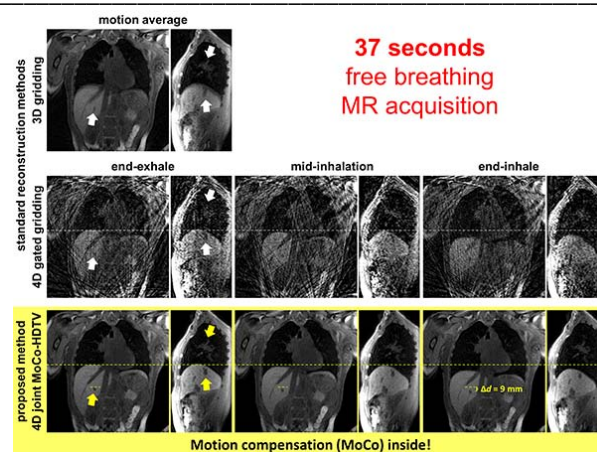 motion average
37 seconds
free breathing
MR acquisition
standard reconstruction methods
3D gridding
end-exhale
mid-inhalation
end-inhale
4D gated gridding
proposed method
4D joint MoCo-HDTV
Δd = 9 mm
Motion compensation (MoCo) inside!